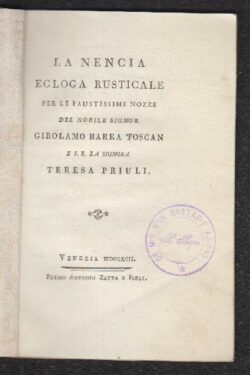 LA NENCIA
ECLOGA RUSTICALE
PER LE FAUSTISSIME NOZZE
DEL NOBILE SIGNOR
GIROLAMO BAREA TOSCAN
E S. E. LA SIGNORA
TERESA PRIULI.
VENEZIA MDCCXCII.
PRESSO ANTONIO ZATTA E FIGLI.